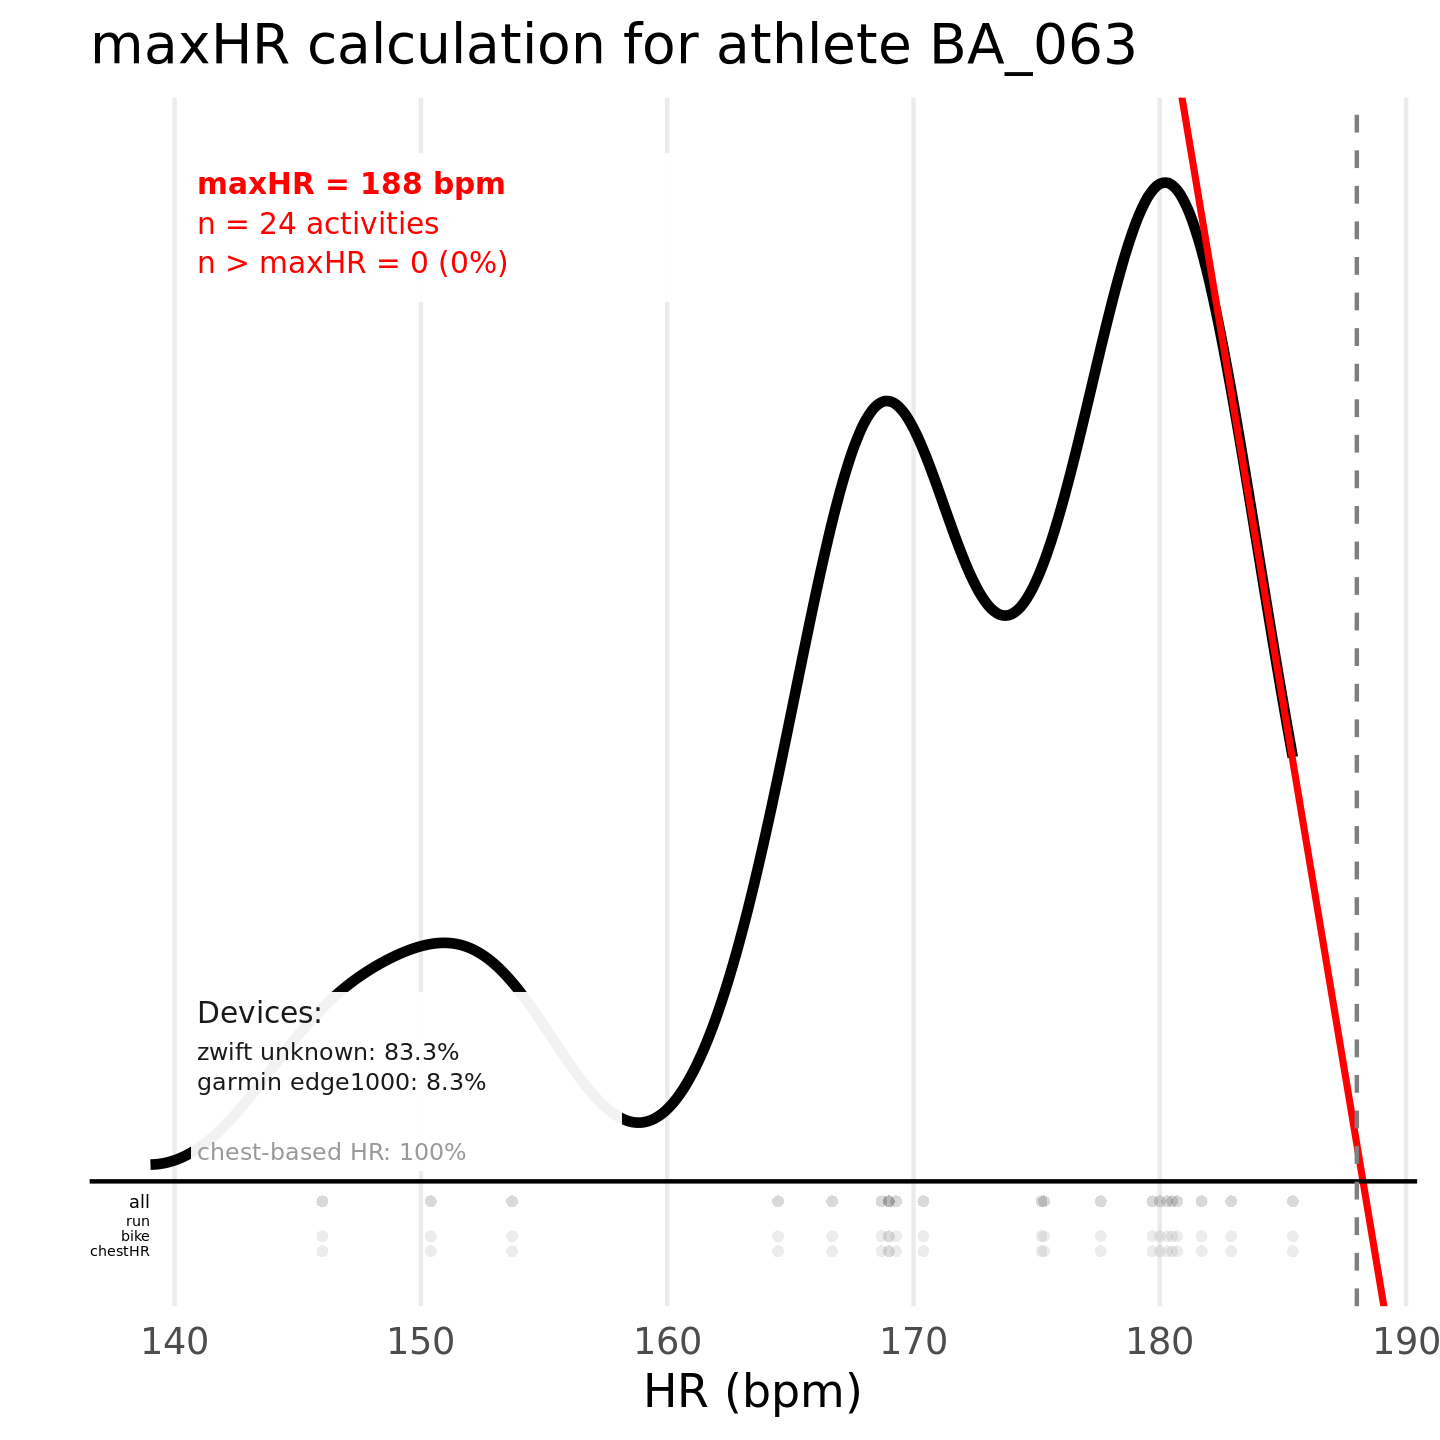 maxHR calculation for athlete BA_063
maxHR = 188 bpm
n = 24 activities
n > maxHR = 0 (0%)
Devices:
zwift unknown: 83.3%
garmin edge1000: 8.3%
chest-based HR: 100%
all
run
bike
chestHR
140 150 160 170 180 190
HR (bpm)